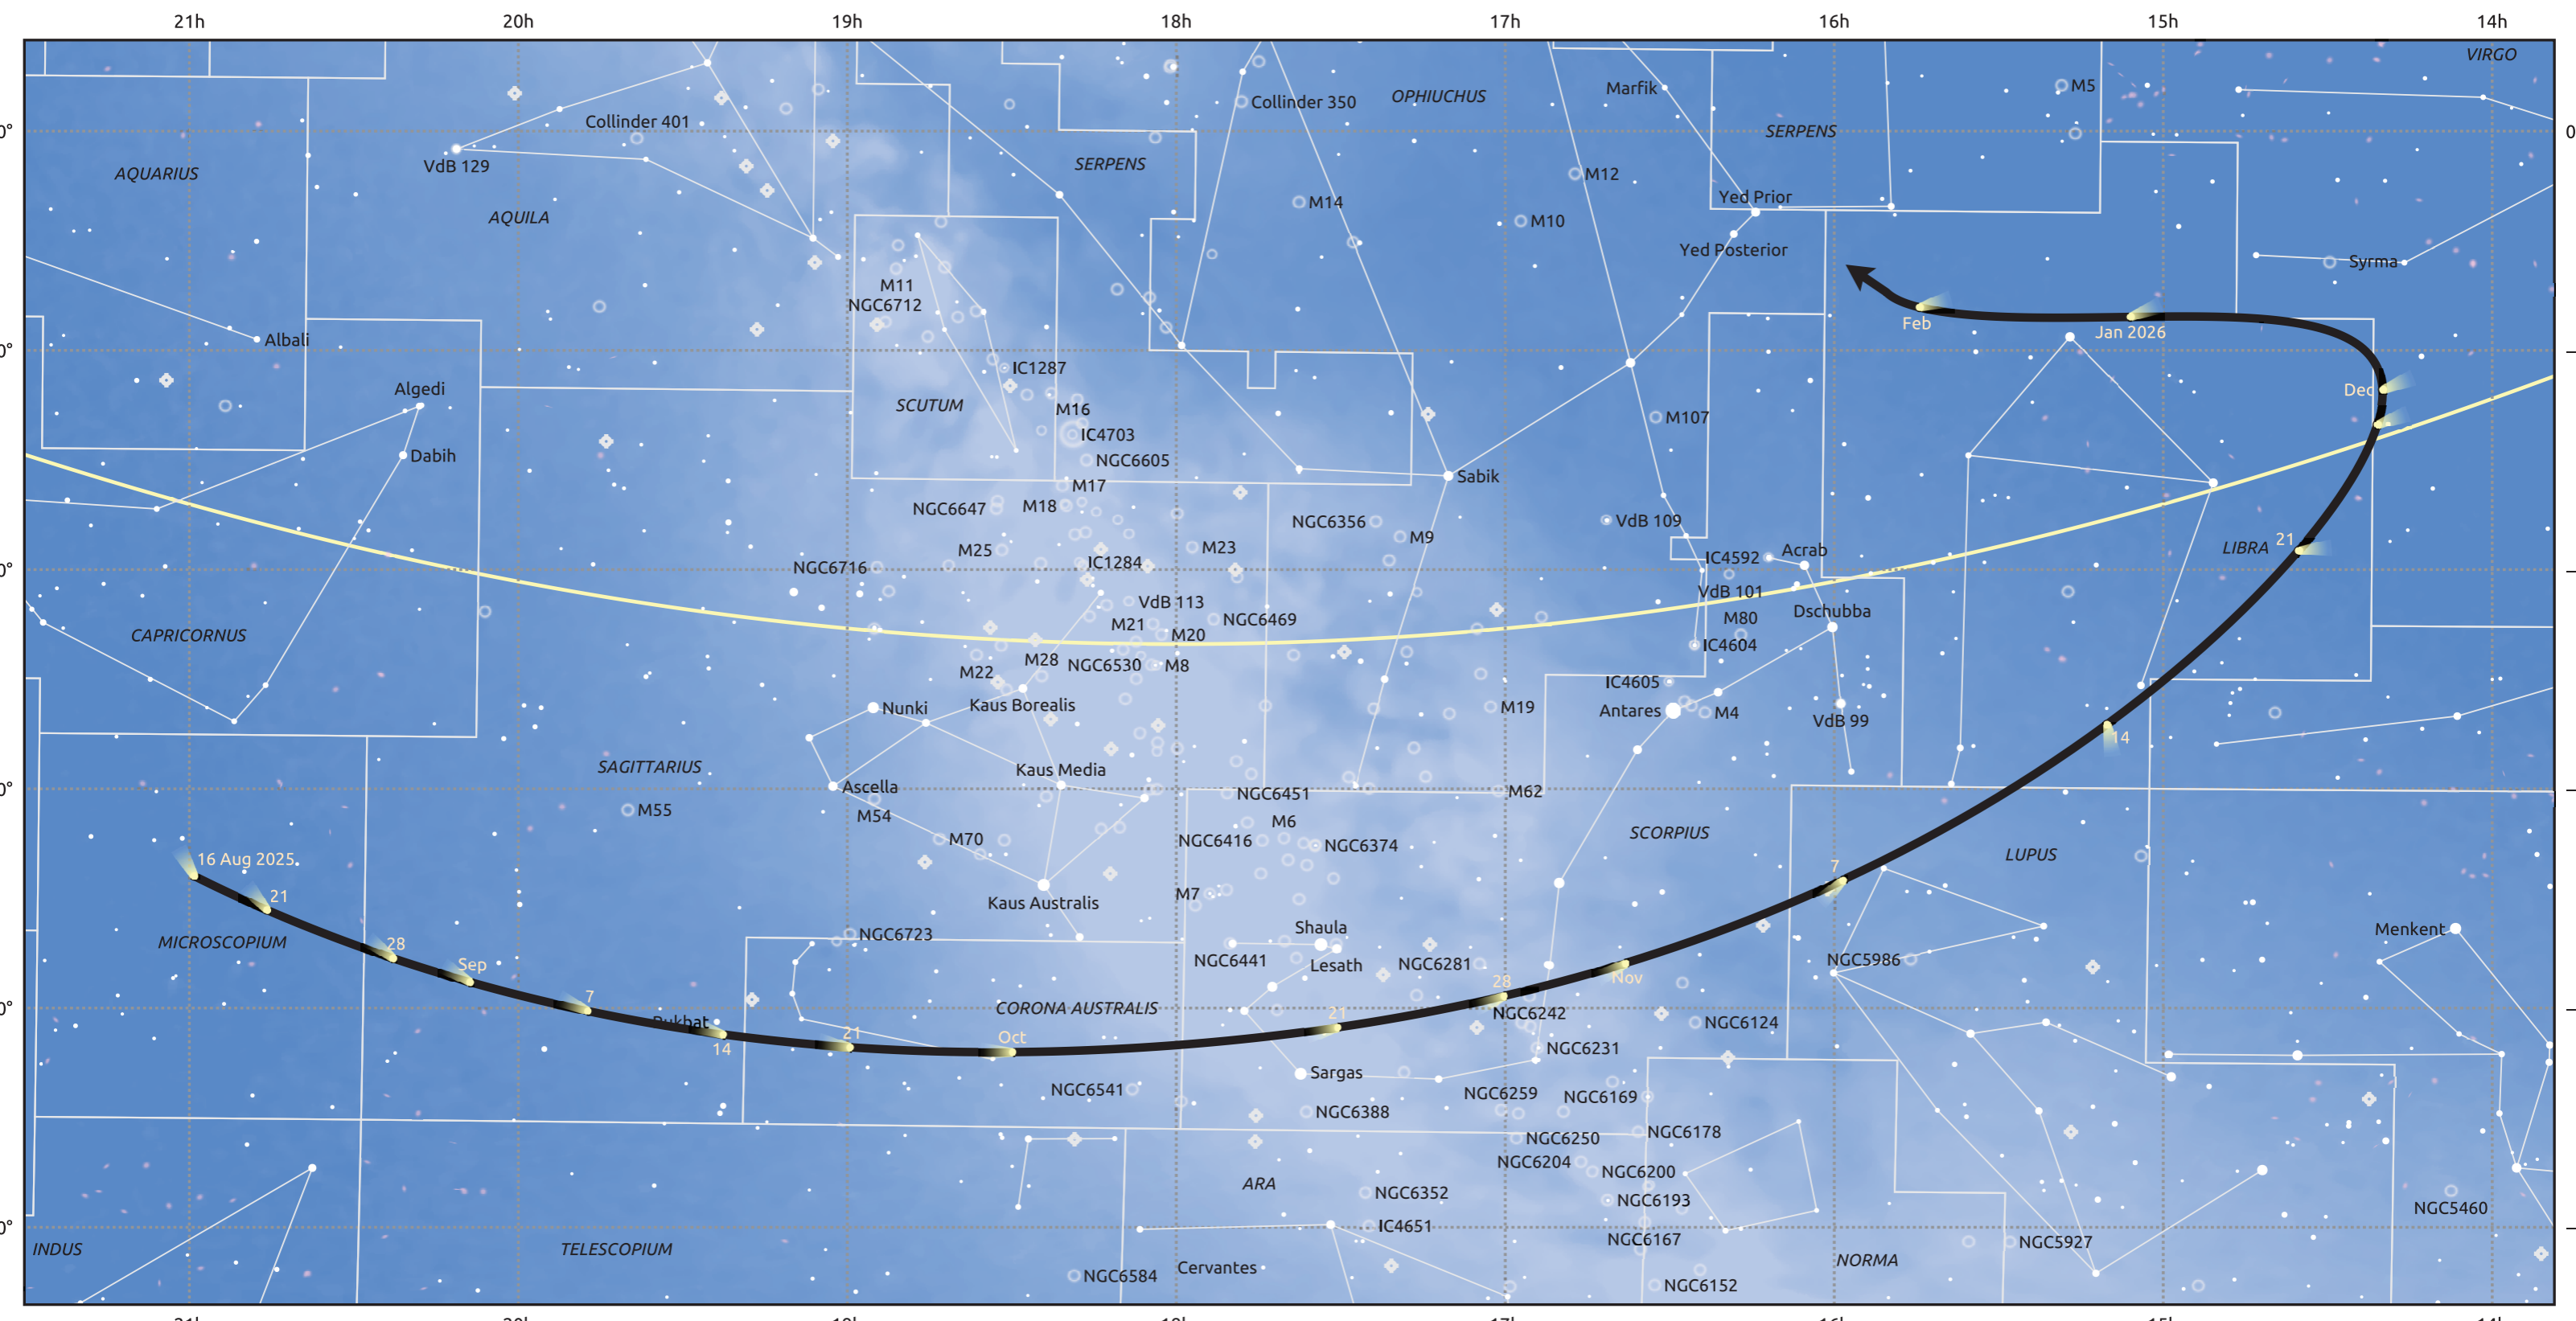 21h 20h 19h 18h 17h 16h 15h 14h
VIRGO
Marfik
M5
OPHIUCHUS
Collinder 350
Collinder 401
0° 0
SERPENS
SERPENS
VdB 129
AQUARIUS
M12
Yed Prior
M14
AQUILA
M10
Yed Posterior
Syrma
M11
NGC6712
Feb
Jan 2026
Albali
IC1287
Algedi
Dec
SCUTUM
M16
M107
IC4703
Dabih
NGC6605
Sabik
M17
NGC6647
M18
NGC6356
VdB 109
M9
21
M25
M23
LIBRA
Acrab
IC4592
NGC6716
IC1284
VdB 101
VdB 113
Dschubba
NGC6469
M80
M21
M20
CAPRICORNUS
IC4604
M28
NGC6530
M8
M22
IC4605
Kaus Borealis
Nunki
M19
Antares
M4
VdB 99
14
SAGITTARIUS
Kaus Media
Ascella
NGC6451
M62
M55
M54
M6
SCORPIUS
M70
NGC6416
NGC6374
LUPUS
16 Aug 2025
7
21
M7
Kaus Australis
Shaula
Menkent
NGC6723
MICROSCOPIUM
28
NGC6441
Lesath
NGC6281
NGC5986
Sep
Nov
28
7
CORONA AUSTRALIS
NGC6242
21
Rukbat
NGC6124
21
Oct
14
NGC6231
Sargas
NGC6541
NGC6259
NGC6169
NGC6388
NGC6178
NGC6250
NGC6204
NGC6200
ARA
NGC6352
NGC6193
NGC5460
IC4651
NGC6167
NGC5927
INDUS
TELESCOPIUM
NORMA
Cervantes
NGC6584
NGC6152